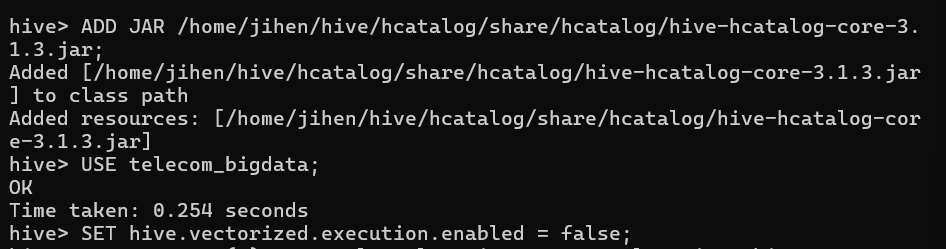 hive> ADD JAR /home/jihen/hive/hcatalog/share/hcatalog/hive-hcatalog-core-3.
1.3.jar;
Added [/home/jihen/hive/hcatalog/share/hcatalog/hive-hcatalog-core-3.1.3.jar
] to class path
Added resources: [/home/jihen/hive/hcatalog/share/hcatalog/hive-hcatalog-cor
e-3.1.3.jar]
hive> USE telecom_bigdata;
OK
Time taken: 0.254 seconds
hive> SET hive.vectorized.execution.enabled = false;